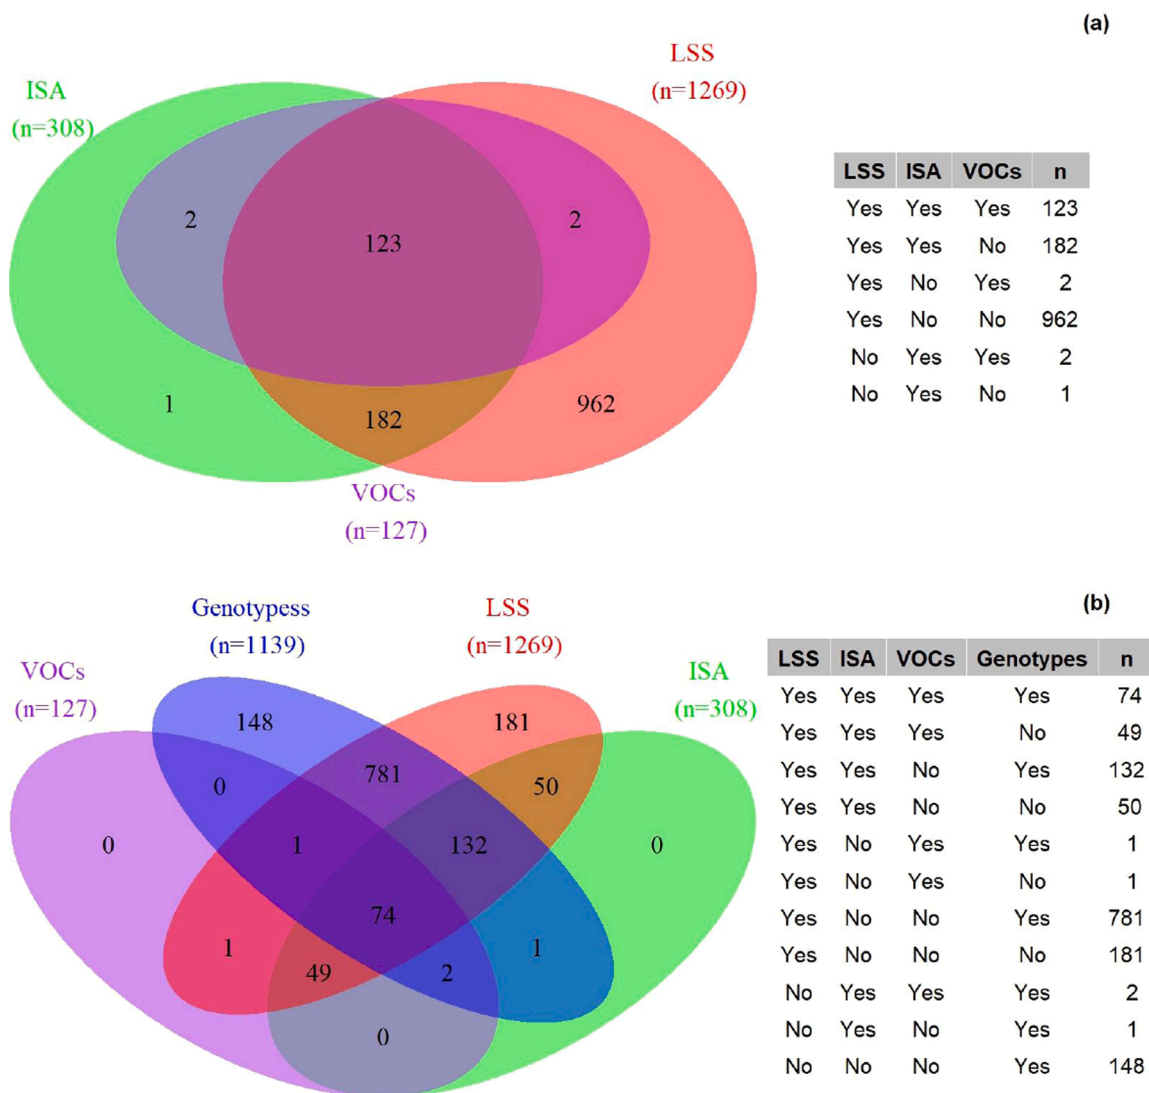 (a)
LSS
(n=1269)
ISA
(n=308)
2
123
2
1
182
962
VOCs
(n=127)
LSS ISA VOCs n
Yes Yes Yes 123
Yes Yes No 182
Yes No Yes 2
Yes No No 962
No Yes Yes 2
No Yes No 1
(b)
Genotypess
(n=1139)
LSS
(n=1269)
VOCs
(n=127)
ISA
(n=308)
148
181
0
781
50
0
1
132
0
74
1
49
2
1
0
LSS ISA VOCs Genotypes n
Yes Yes Yes Yes 74
Yes Yes Yes No 49
Yes Yes No Yes 132
Yes Yes No No 50
Yes No Yes Yes 1
Yes No Yes No 1
Yes No No Yes 781
Yes No No No 181
No Yes Yes Yes 2
No Yes No Yes 1
No No No Yes 148